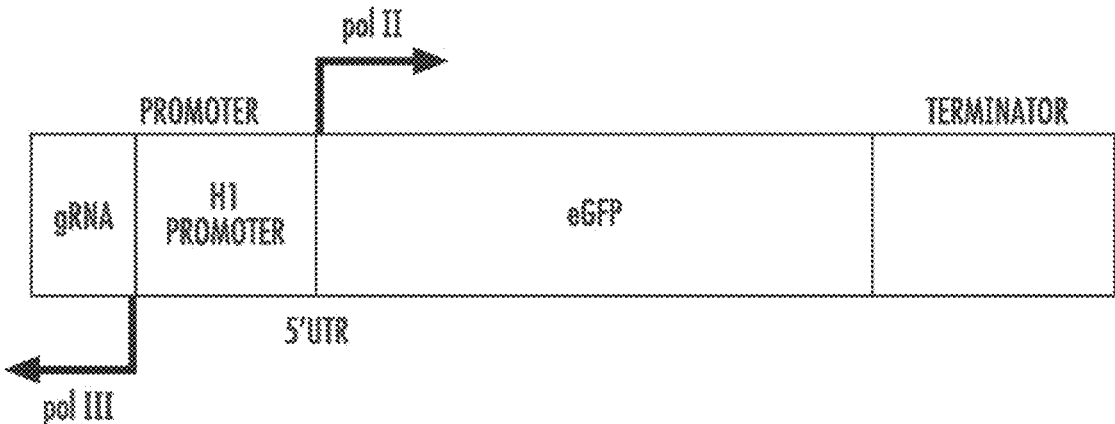 pol II
PROMOTER
TERMINATOR
gRNA
H1
PROMOTER
eGFP
5'UTR
pol III